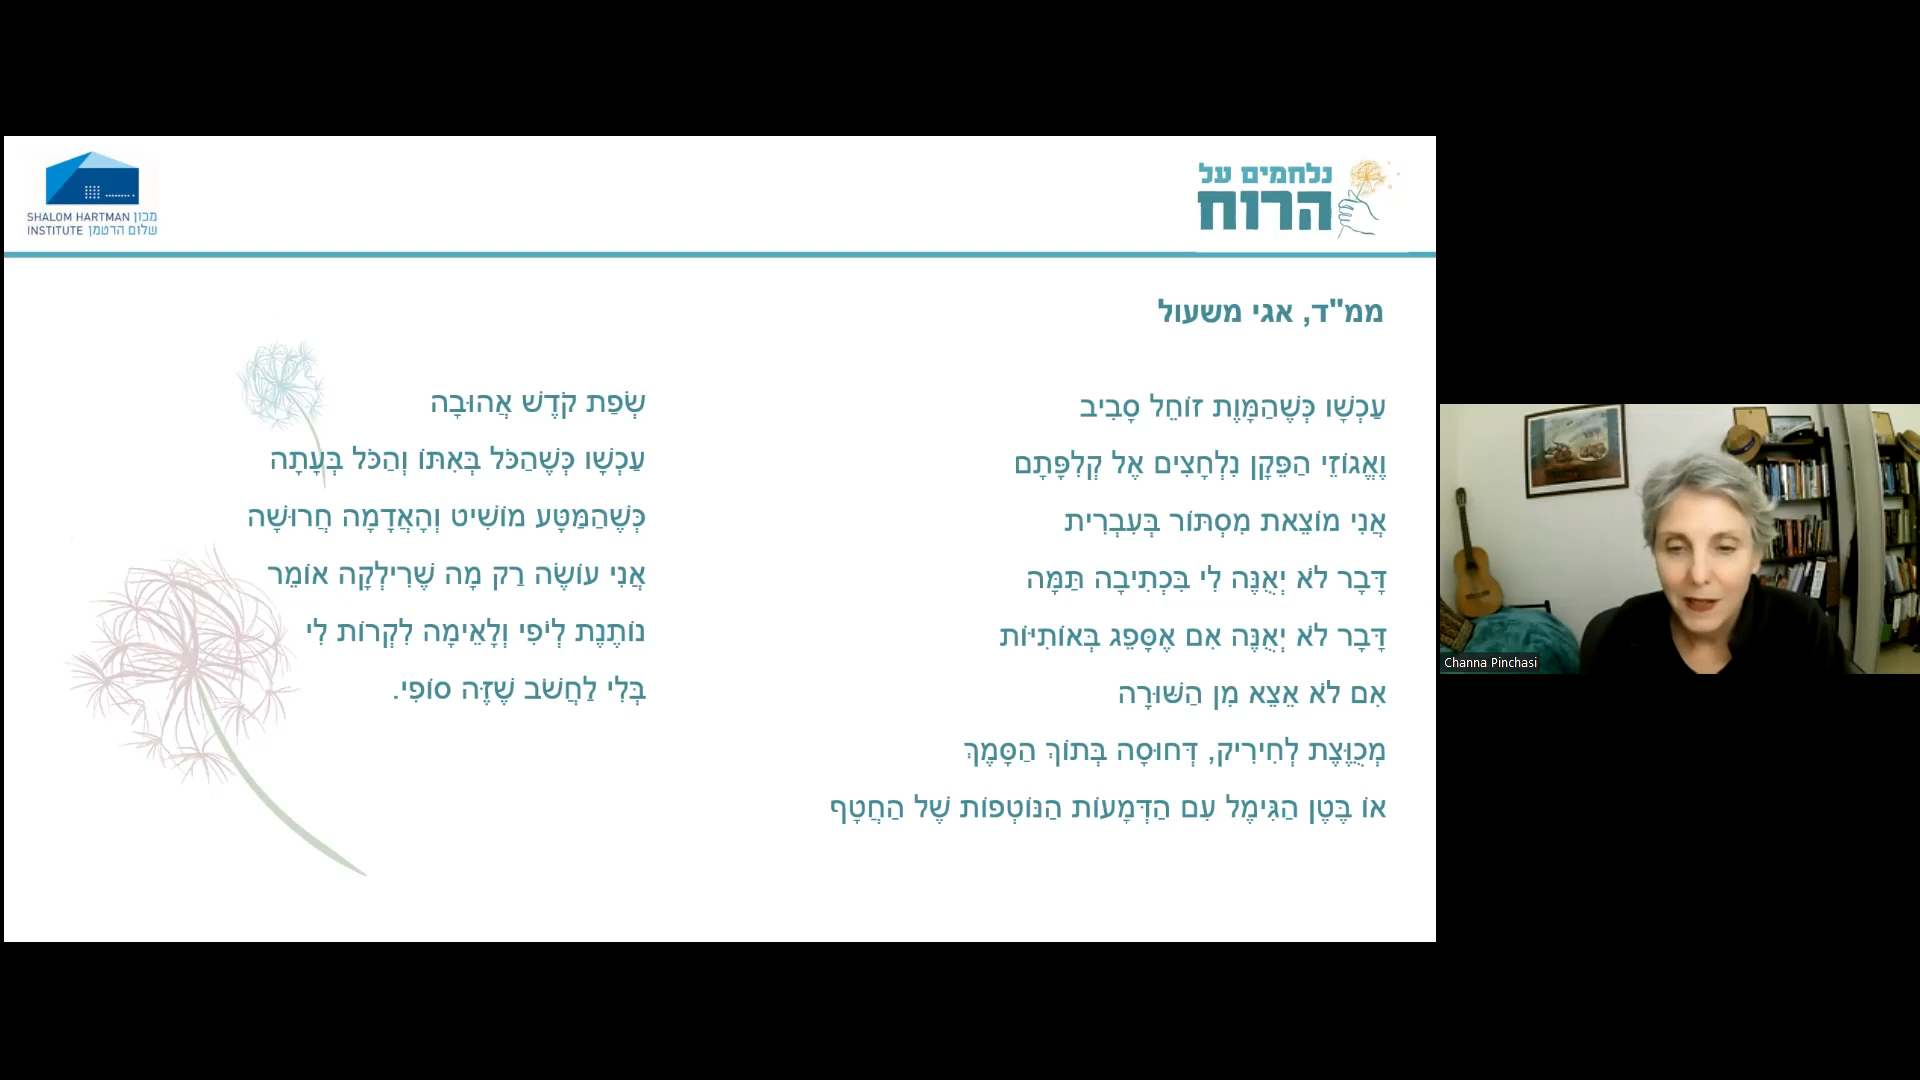 SHALOM HARTMAN מכון
INSTITUTE שלום הרטמן
נלחמים על
הרוח
ממ"ד, אגי משעול
עַכְשָׁו כְּשֶׁהַמָּוֶת זוֹחֵל סָבִיב
וֶאֱגוֹזֵי הַפֵּקָן נִלְחָצִים אֶל קְלִפָּתָם
אֲנִי מוֹצֵאת מִסְתּוֹר בְּעִבְרִית
דָּבָר לֹא יְאֻנֶּה לִי בִּכְתִיבָה תַּמָּה
דָּבָר לֹא יְאֻנֶּה אִם אֶסָּפֵג בְּאוֹתִיּוֹת
אִם לֹא אֵצֵא מִן הַשּׁוּרָה
מְכֻוֶּצֶת לְחִירִיק, דְּחוּסָה בְּתוֹךְ הַסָּמֶךְ
אוֹ בְּבֶּטֶן הַגִּימֶל עִם הַדְּמָעוֹת הַנּוֹטְפוֹת שֶׁל הַחֲטָף
שְׂפַת קֹדֶשׁ אֲהוּבָה
עַכְשָׁו כְּשֶׁהַכֹּל בְּאִתּוֹ וְהַכֹּל בְּעָתָה
כְּשֶׁהַמַּטָּע מוֹשִׁיט וְהָאֲדָמָה חֲרוּשָׁה
אֲנִי עוֹשֶׂה רַק מָה שֶׁרִילְקָה אוֹמֵר
נוֹתֶנֶת לְיֹפִי וְלָאֵימָה לִקְרוֹת לִי
בְּלִי לַחֲשֹׁב שֶׁזֶּה סוֹפִי.
Channa Pinchasi